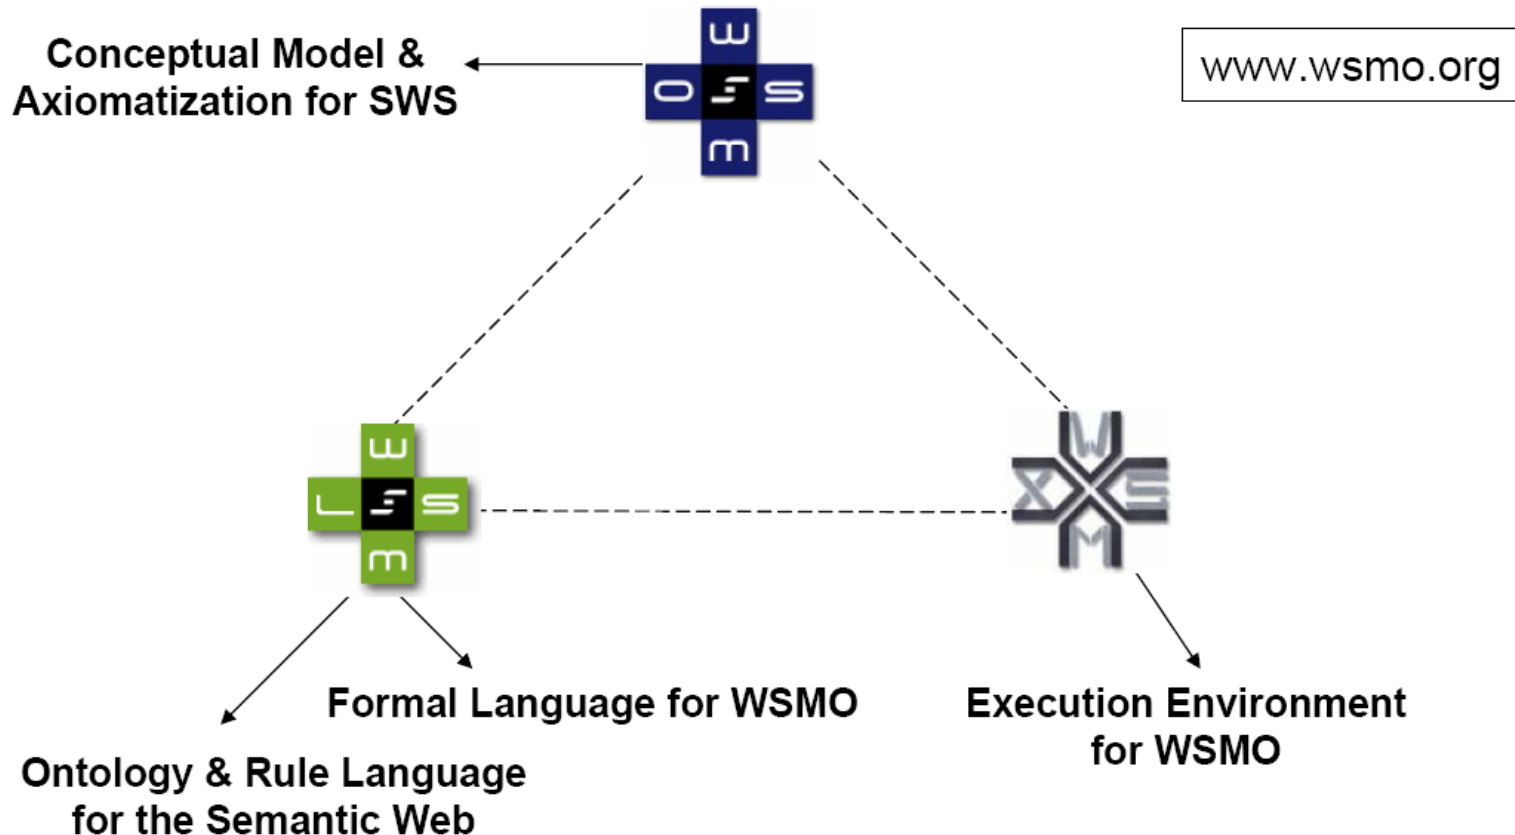 Conceptual Model &
Axiomatization for SWS
W
O S
M
www.wsmo.org
W
L S
M
W
X S
M
Formal Language for WSMO
Ontology & Rule Language
for the Semantic Web
Execution Environment
for WSMO